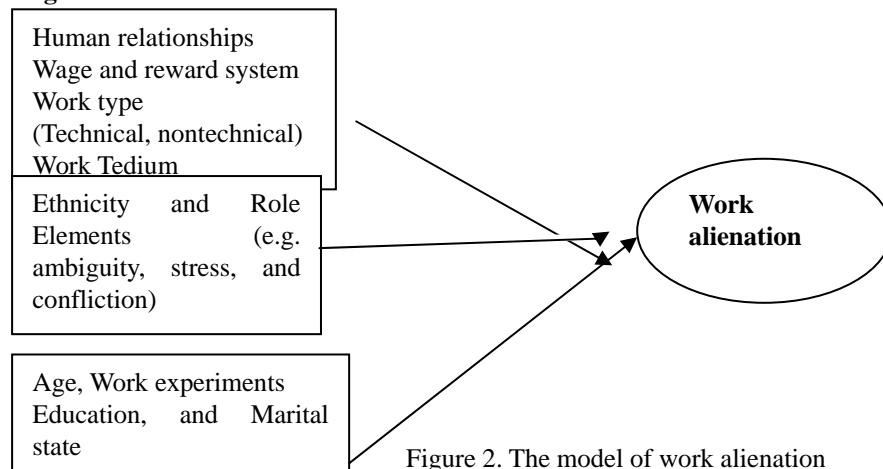 Human relationships
Wage and reward system
Work type
(Technical, nontechnical)
Work Tedium
Ethnicity and Role
Elements (e.g.
ambiguity, stress, and
confliction)
Work
alienation
Age, Work experiments
Education, and Marital
state
Figure 2. The model of work alienation